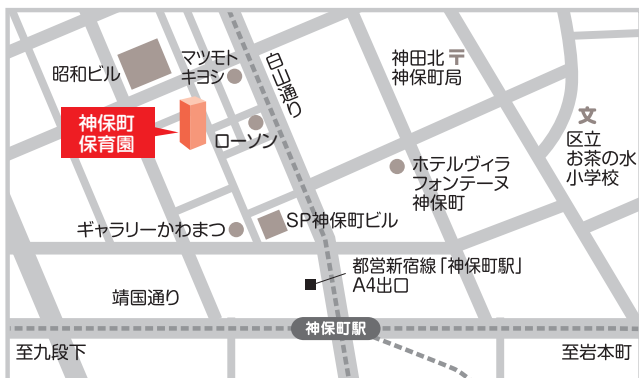 昭和ビル
マツモト
キヨシ
白山通り
神田北
神保町局
神保町
保育園
ローソン
区立
お茶の水
小学校
ホテルヴィラ
フォンテーヌ
神保町
ギャラリーかわまつ
SP神保町ビル
都営新宿線「神保町駅」
A4出口
靖国通り
神保町駅
至九段下
至岩本町